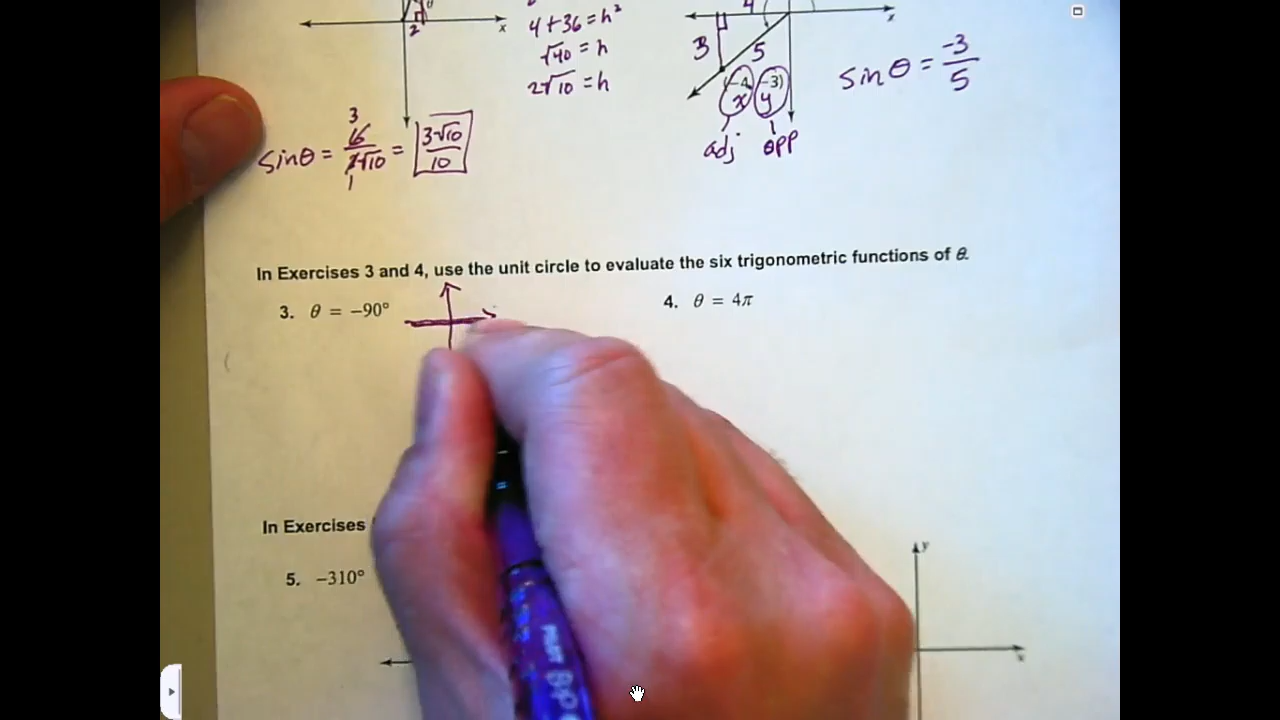 θ
2
x
4 + 36 = h²
√40 = h
2√10 = h
4
x
3
5
(-4, -3)
x y
adj opp
sin θ = -3/5
sin θ = 6/2√10 = 3√10/10
3
1
In Exercises 3 and 4, use the unit circle to evaluate the six trigonometric functions of θ.
3. θ = −90°
4. θ = 4π
In Exercises
5. −310°
y
x
PILOT